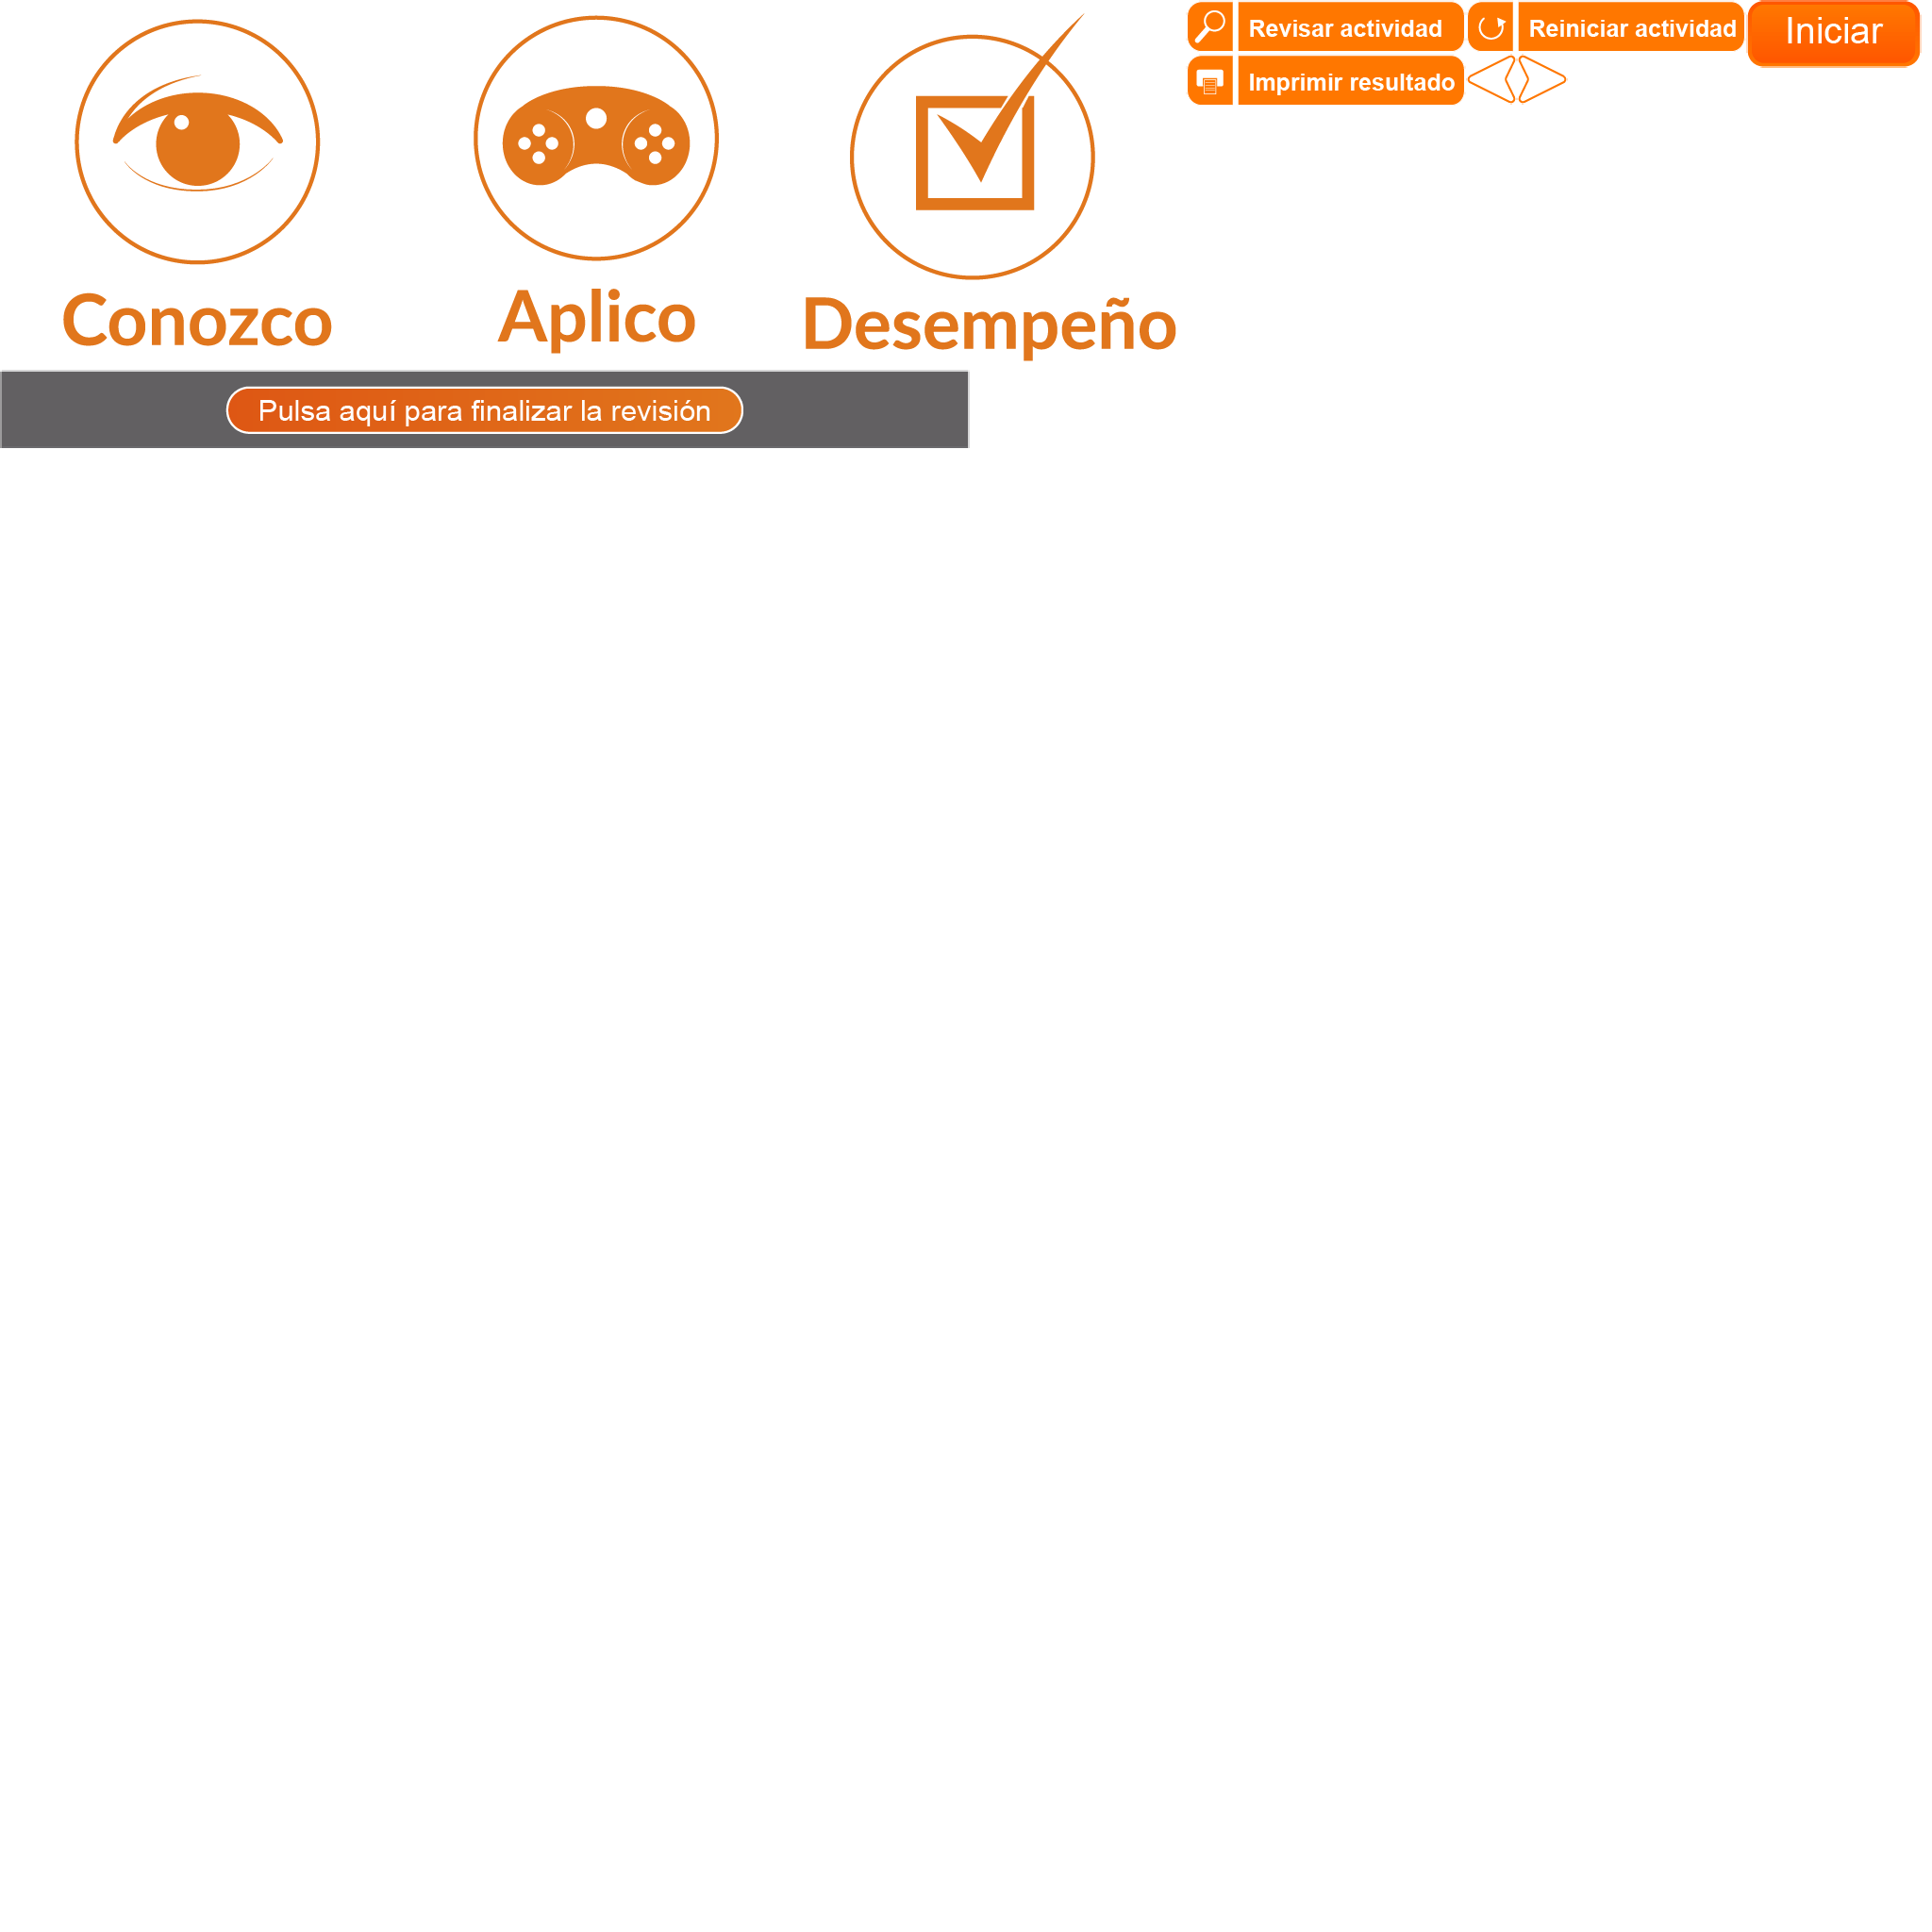 Conozco
Aplico
Desempeño
Revisar actividad
Reiniciar actividad
Iniciar
Imprimir resultado
Pulsa aquí para finalizar la revisión